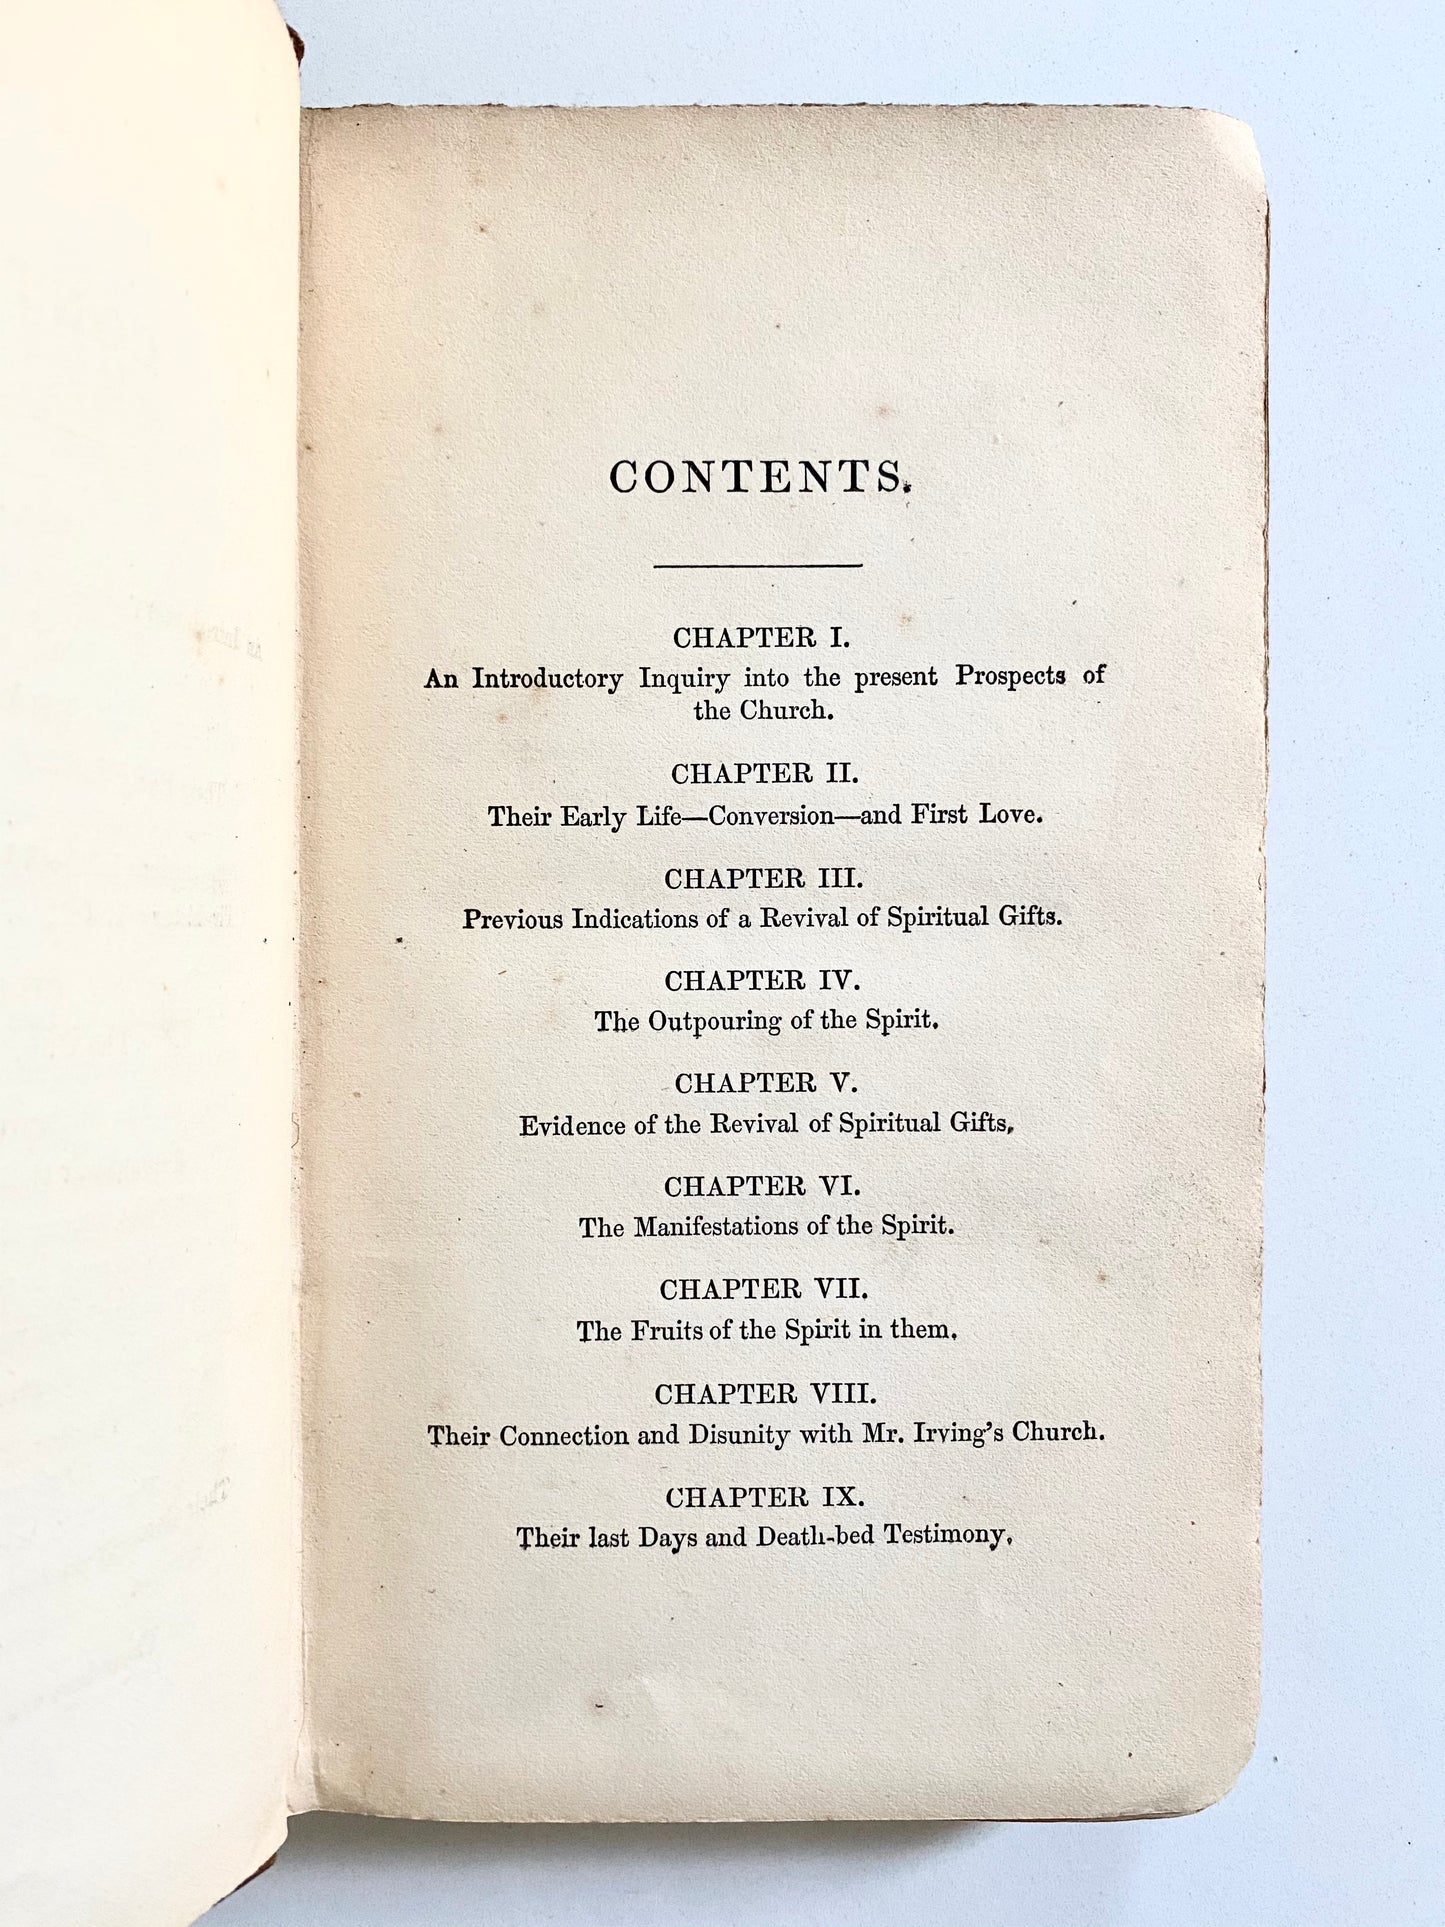 CONTENTS.
CHAPTER I.
An Introductory Inquiry into the present Prospects of
the Church.
CHAPTER II.
Their Early Life—Conversion—and First Love.
CHAPTER III.
Previous Indications of a Revival of Spiritual Gifts.
CHAPTER IV.
The Outpouring of the Spirit.
CHAPTER V.
Evidence of the Revival of Spiritual Gifts,
CHAPTER VI.
The Manifestations of the Spirit.
CHAPTER VII.
The Fruits of the Spirit in them.
CHAPTER VIII.
Their Connection and Disunity with Mr. Irving's Church.
CHAPTER IX.
Their last Days and Death-bed Testimony,